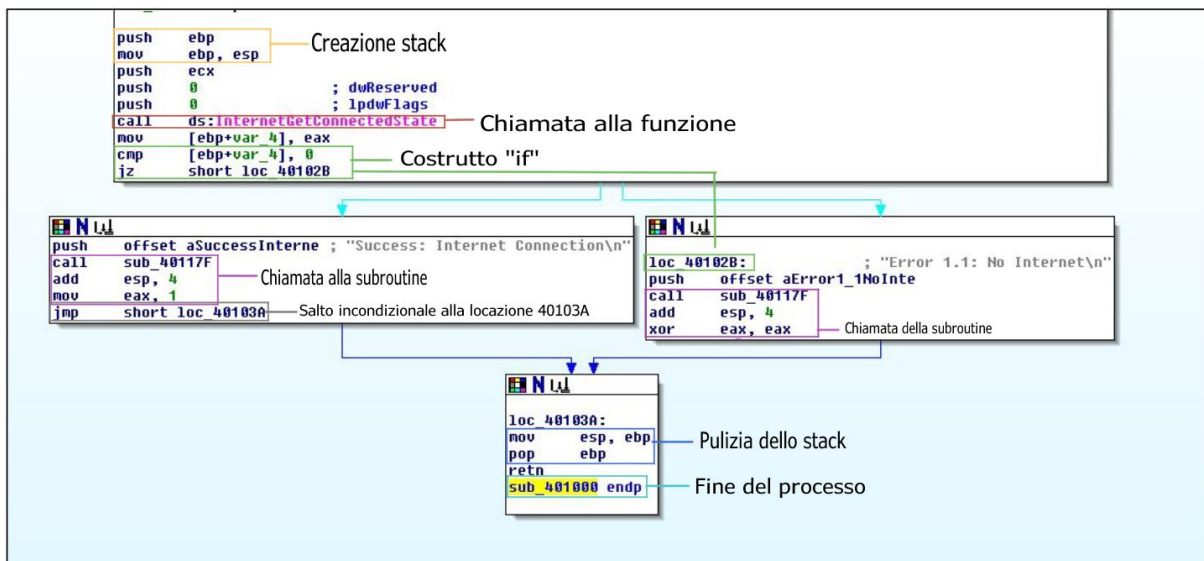 push ebp
mov ebp, esp
Creazione stack
push ecx
push 0 ; dwReserved
push 0 ; lpdwFlags
call ds:InternetGetConnectedState
Chiamata alla funzione
mov [ebp+var_4], eax
cmp [ebp+var_4], 0
jz short loc_40102B
Costrutto "if"
push offset aSuccessInterne ; "Success: Internet Connection\n"
call sub_40117F
add esp, 4
mov eax, 1
Chiamata alla subroutine
jmp short loc_40103A
Salto incondizionale alla locazione 40103A
loc_40102B: ; "Error 1.1: No Internet\n"
push offset aError1_1NoInte
call sub_40117F
add esp, 4
xor eax, eax
Chiamata della subroutine
loc_40103A:
mov esp, ebp
pop ebp
Pulizia dello stack
retn
sub_401000 endp
Fine del processo